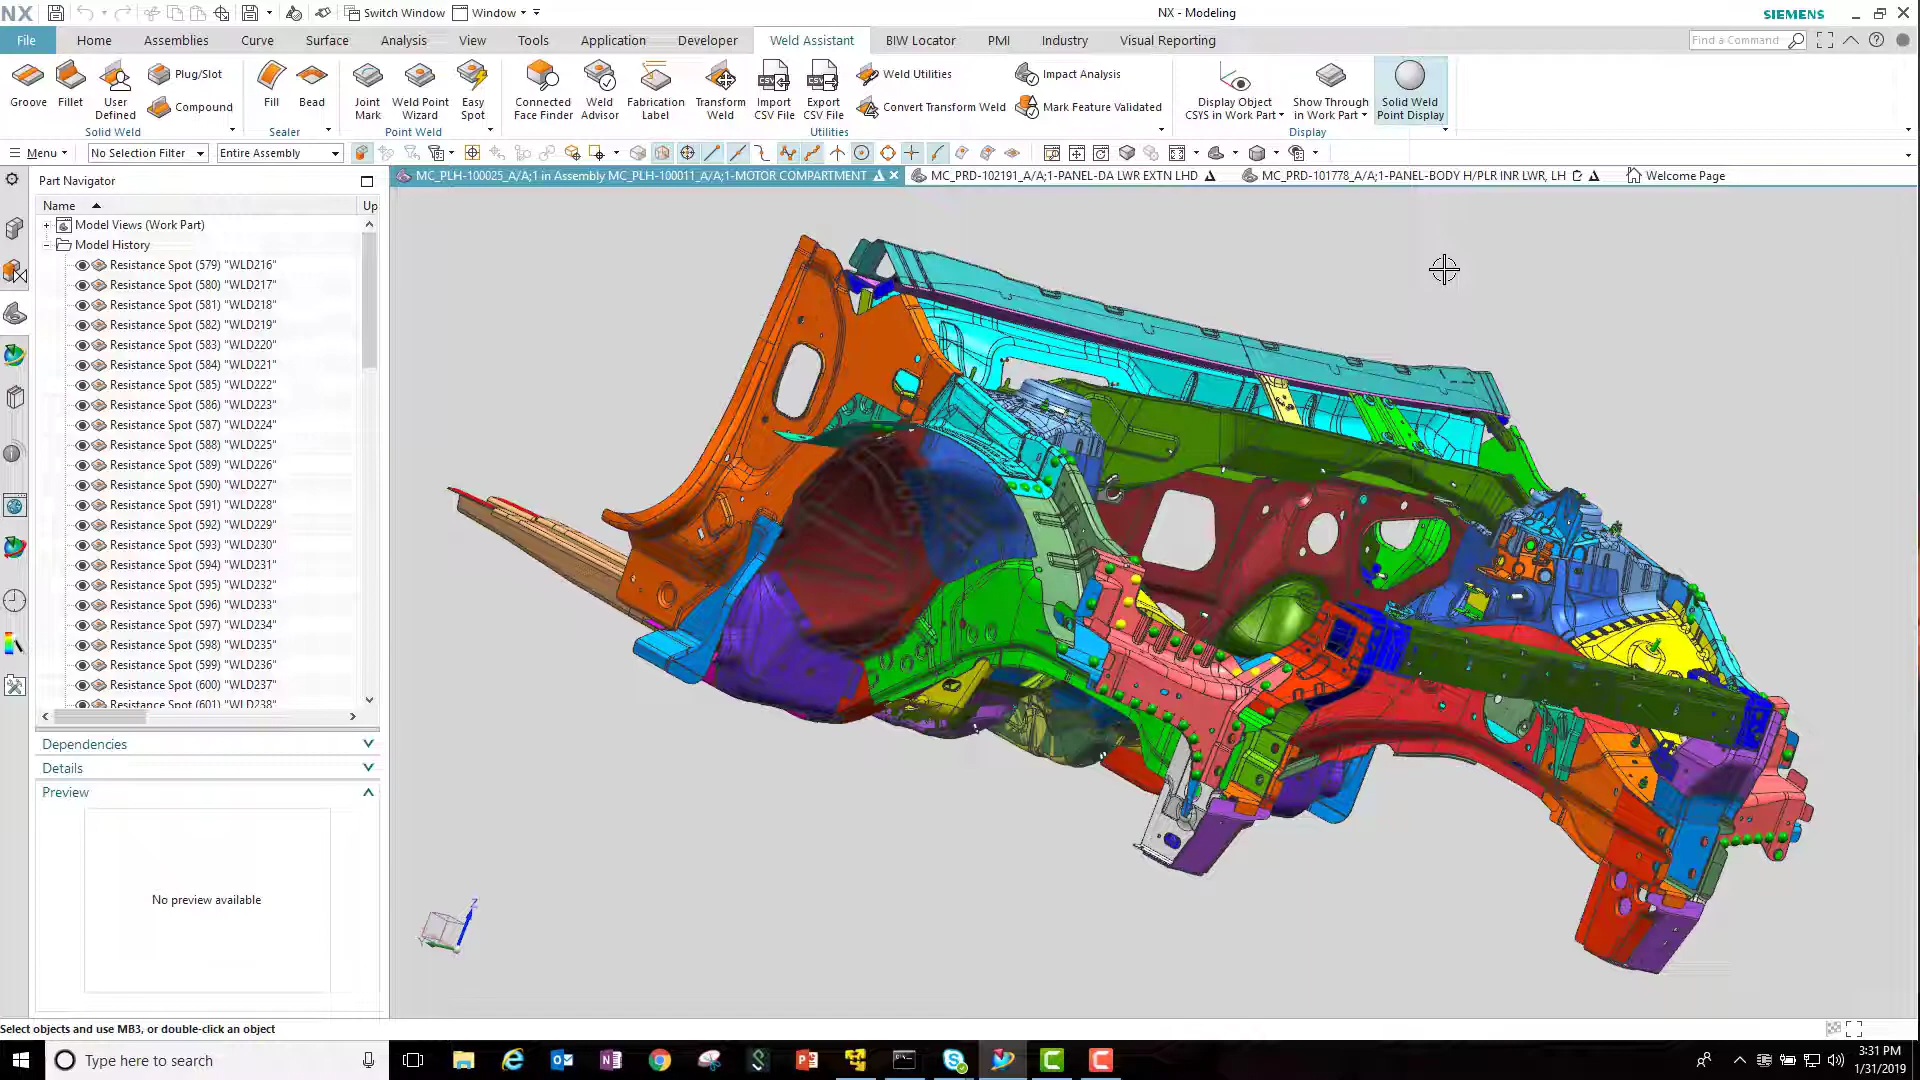 NX
Switch Window
Window
NX - Modeling
SIEMENS
File
Home
Assemblies
Curve
Surface
Analysis
View
Tools
Application
Developer
Weld Assistant
BIW Locator
PMI
Industry
Visual Reporting
Find a Command
Groove
Fillet
User
Defined
Plug/Slot
Compound
Fill
Bead
Joint
Mark
Weld Point
Wizard
Easy
Spot
Connected
Face Finder
Weld
Advisor
Fabrication
Label
Transform
Weld
Import
CSV File
Export
CSV File
Weld Utilities
Convert Transform Weld
Impact Analysis
Mark Feature Validated
Display Object
CSYS in Work Part
Show Through
in Work Part
Solid Weld
Point Display
Solid Weld
Sealer
Point Weld
Utilities
Display
Menu
No Selection Filter
Entire Assembly
Part Navigator
MC_PLH-100025_A/A;1 in Assembly MC_PLH-100011_A/A;1-MOTOR COMPARTMENT
MC_PRD-102191_A/A;1-PANEL-DA LWR EXTN LHD
MC_PRD-101778_A/A;1-PANEL-BODY H/PLR INR LWR, LH
Welcome Page
Name
Up
Model Views (Work Part)
Model History
Resistance Spot (579) "WLD216"
Resistance Spot (580) "WLD217"
Resistance Spot (581) "WLD218"
Resistance Spot (582) "WLD219"
Resistance Spot (583) "WLD220"
Resistance Spot (584) "WLD221"
Resistance Spot (585) "WLD222"
Resistance Spot (586) "WLD223"
Resistance Spot (587) "WLD224"
Resistance Spot (588) "WLD225"
Resistance Spot (589) "WLD226"
Resistance Spot (590) "WLD227"
Resistance Spot (591) "WLD228"
Resistance Spot (592) "WLD229"
Resistance Spot (593) "WLD230"
Resistance Spot (594) "WLD231"
Resistance Spot (595) "WLD232"
Resistance Spot (596) "WLD233"
Resistance Spot (597) "WLD234"
Resistance Spot (598) "WLD235"
Resistance Spot (599) "WLD236"
Resistance Spot (600) "WLD237"
Resistance Spot (601) "WLD238"
Dependencies
Details
Preview
No preview available
Z
Y
Select objects and use MB3, or double-click an object
Type here to search
3:31 PM
1/31/2019